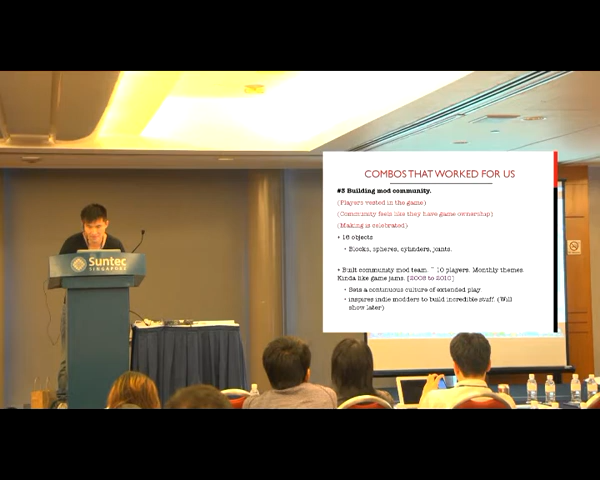 COMBOS THAT WORKED FOR US
#3 Building mod community.
(Players vested in the game)
(Community feels like they have game ownership)
(Making is celebrated)
• 16 objects
• Blocks, spheres, cylinders, joints.
• Built community mod team. ~ 10 players. Monthly themes.
Kinda like game jams. [2008 to 2010]
• Sets a continuous culture of extended play
• inspires indie modders to build incredible stuff. (Will
show later)
Suntec
SINGAPORE